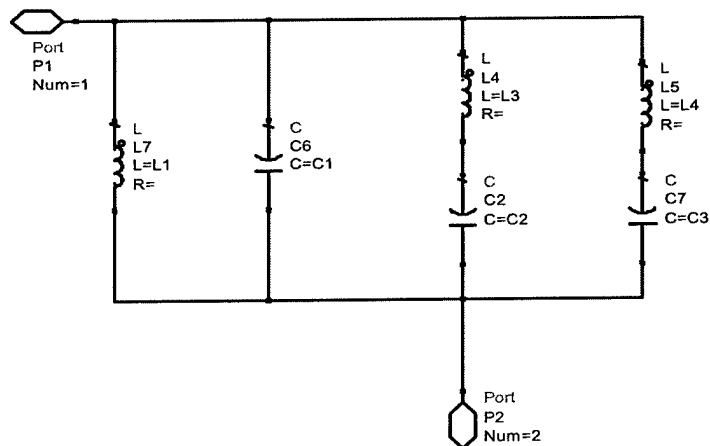 Port
P1
Num=1
L
L7
L=L1
R=
C
C6
C=C1
L
L4
L=L3
R=
C
C2
C=C2
L
L5
L=L4
R=
C
C7
C=C3
Port
P2
Num=2